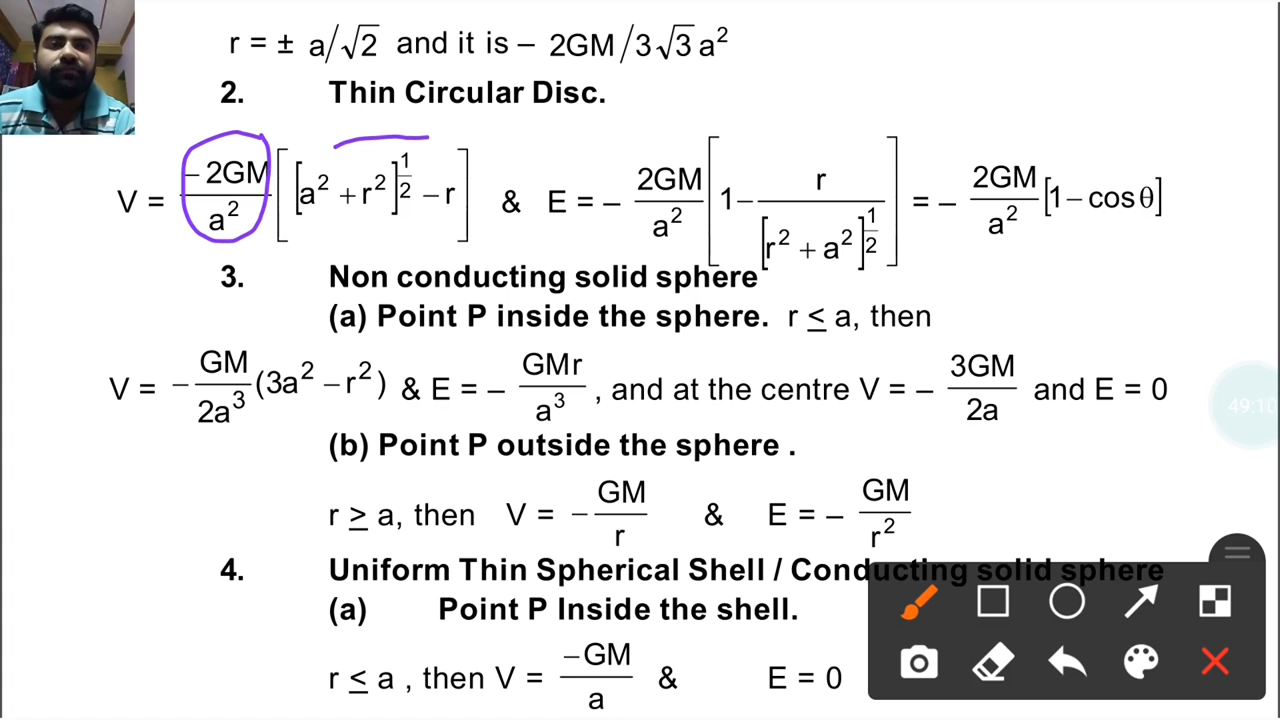 r = ± a/√2 and it is – 2GM/3√3 a²
2. Thin Circular Disc.
V = –2GM/a² [[a² + r²]^(1/2) – r] & E = – 2GM/a² [1 – r/[r² + a²]^(1/2)] = – 2GM/a² [1 – cos θ]
3. Non conducting solid sphere
(a) Point P inside the sphere. r ≤ a, then
V = – GM/2a³ (3a² – r²) & E = – GMr/a³ , and at the centre V = – 3GM/2a and E = 0
49:10
(b) Point P outside the sphere .
r ≥ a, then V = – GM/r & E = – GM/r²
4. Uniform Thin Spherical Shell / Conducting solid sphere
(a) Point P Inside the shell.
r ≤ a , then V = –GM/a & E = 0